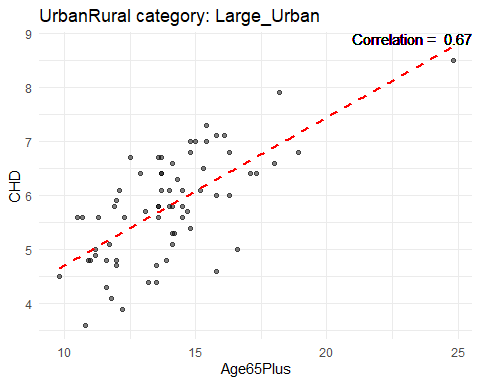 UrbanRural category: Large_Urban
Correlation = 0.67
9
8
7
6
5
4
CHD
10
15
20
25
Age65Plus